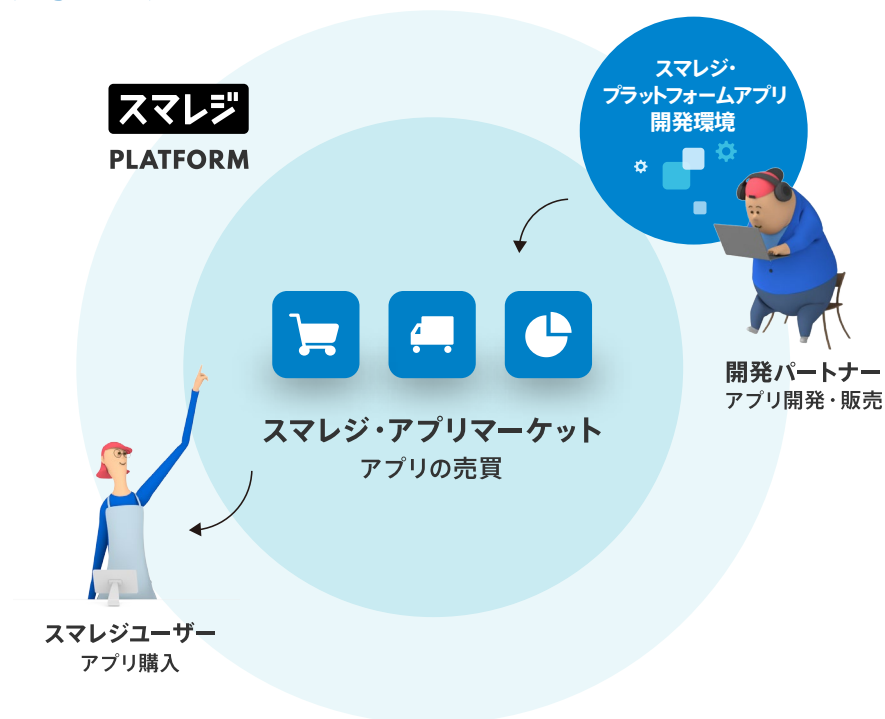 スマレジ
PLATFORM
スマレジ・
プラットフォームアプリ
開発環境
開発パートナー
アプリ開発・販売
スマレジ・アプリマーケット
アプリの売買
スマレジユーザー
アプリ購入